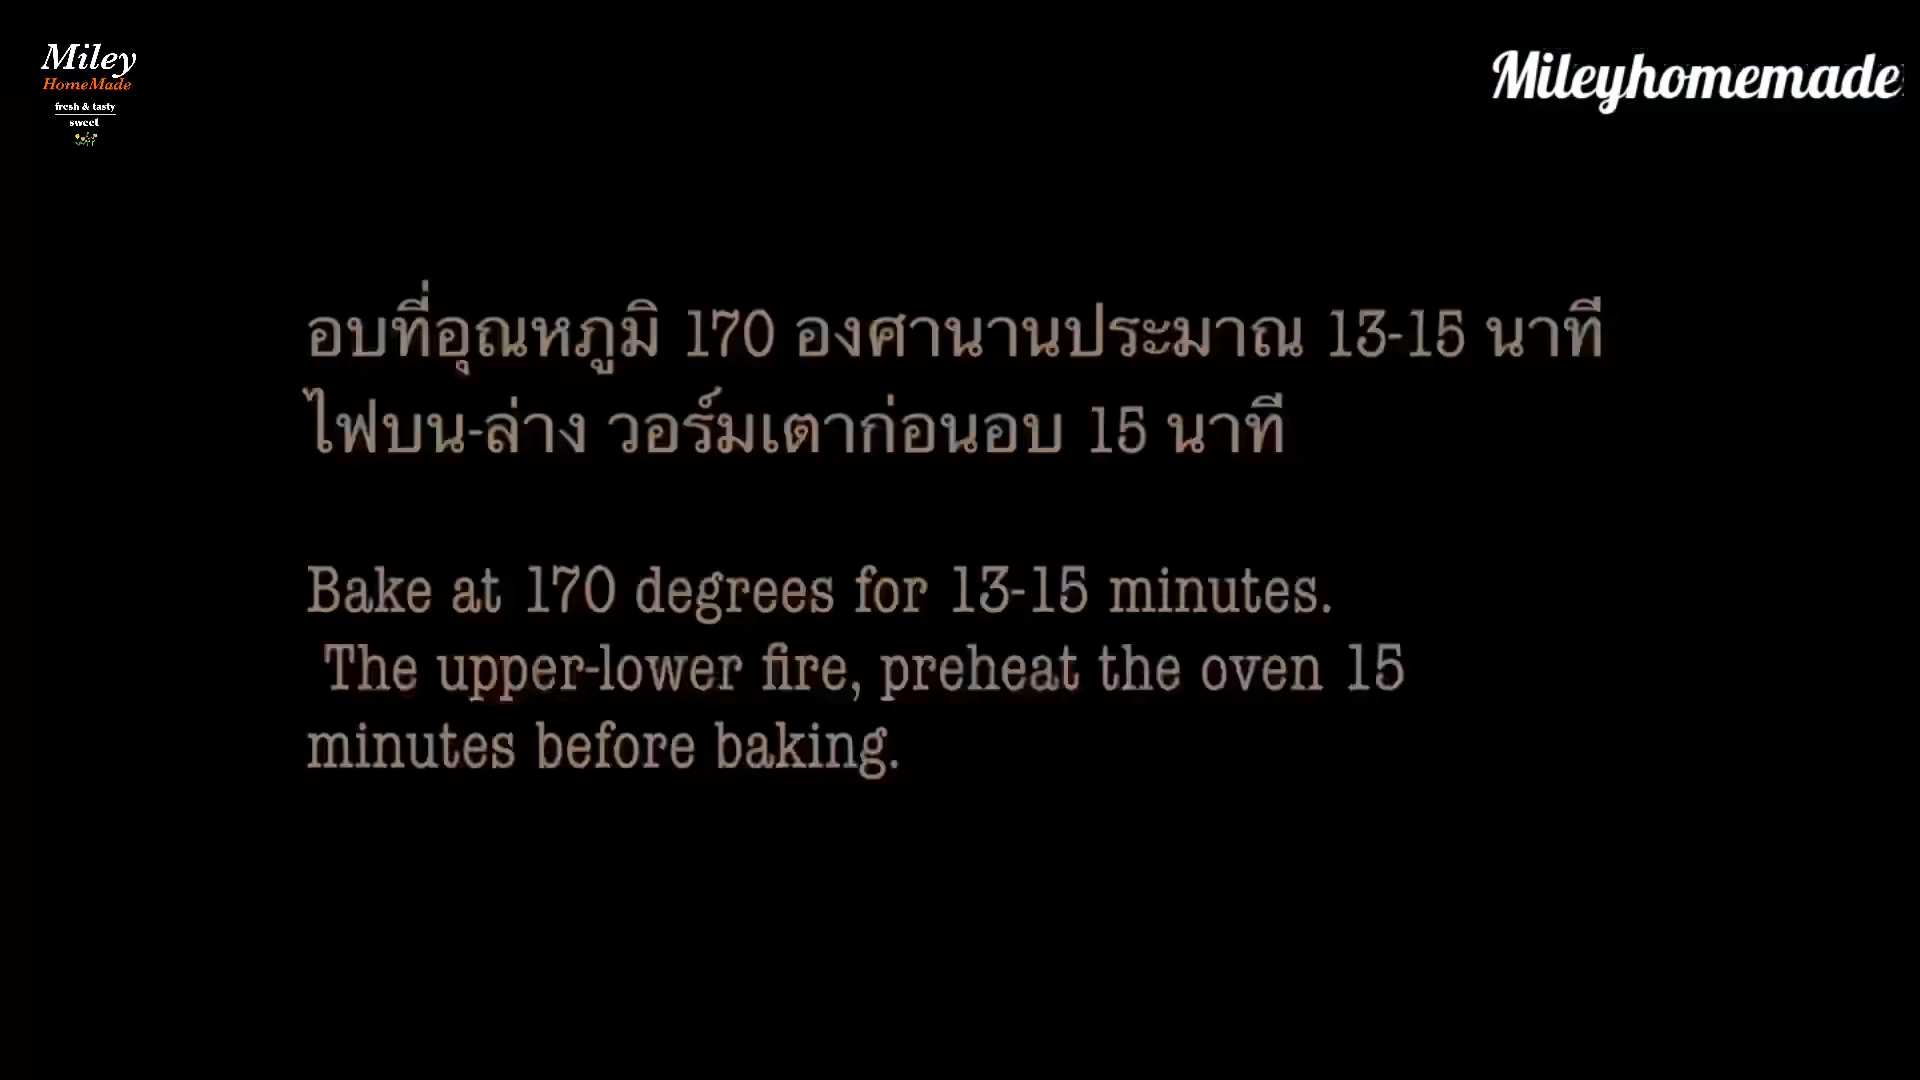 Miley
HomeMade
fresh & tasty
sweet
Mileyhomemade
อบที่อุณหภูมิ 170 องศานานประมาณ 13-15 นาที
ไฟบน-ล่าง วอร์มเตาก่อนอบ 15 นาที
Bake at 170 degrees for 13-15 minutes.
The upper-lower fire, preheat the oven 15
minutes before baking.